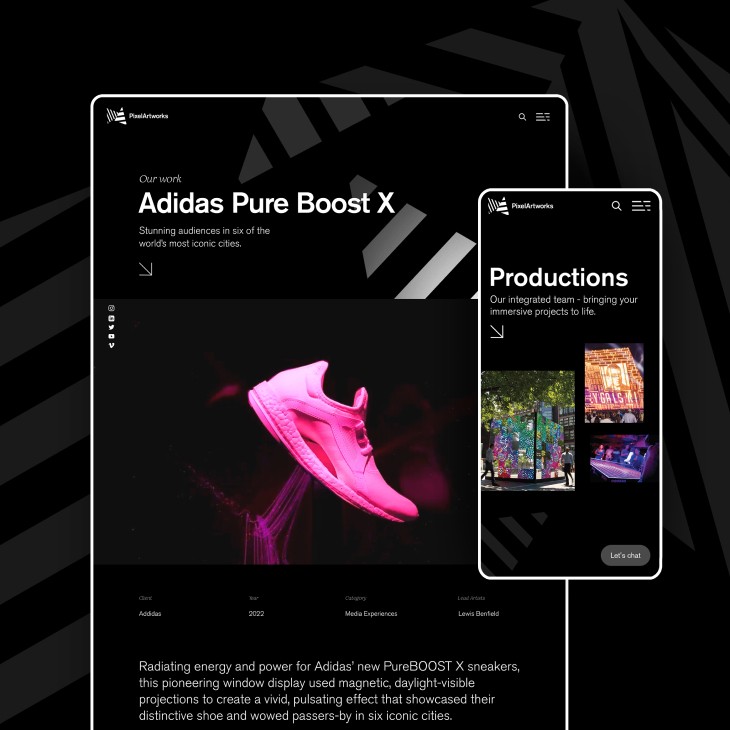 PixelArtworks
Our work
Adidas Pure Boost X
Stunning audiences in six of the
world's most iconic cities.
Client
Year
Category
Lead Artists
Addidas
2022
Media Experiences
Lewis Benfield
Radiating energy and power for Adidas' new PureBOOST X sneakers,
this pioneering window display used magnetic, daylight-visible
projections to create a vivid, pulsating effect that showcased their
distinctive shoe and wowed passers-by in six iconic cities.
PixelArtworks
Productions
Our integrated team - bringing your
immersive projects to life.
Let's chat